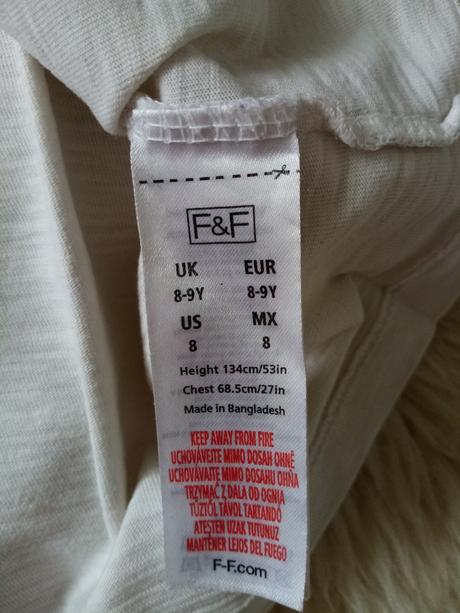 F&F
UK EUR
8-9Y 8-9Y
US MX
8 8
Height 134cm/53in
Chest 68.5cm/27in
Made in Bangladesh
KEEP AWAY FROM FIRE
UCHOVÁVEJTE MIMO DOSAH OHNĚ
UCHOVÁVAJTE MIMO DOSAHU OHŇA
TRZYMAĆ Z DALA OD OGNIA
TŰZTŐL TÁVOL TARTANDÓ
ATEŞTEN UZAK TUTUNUZ
MANTENER LEJOS DEL FUEGO
F-F.com